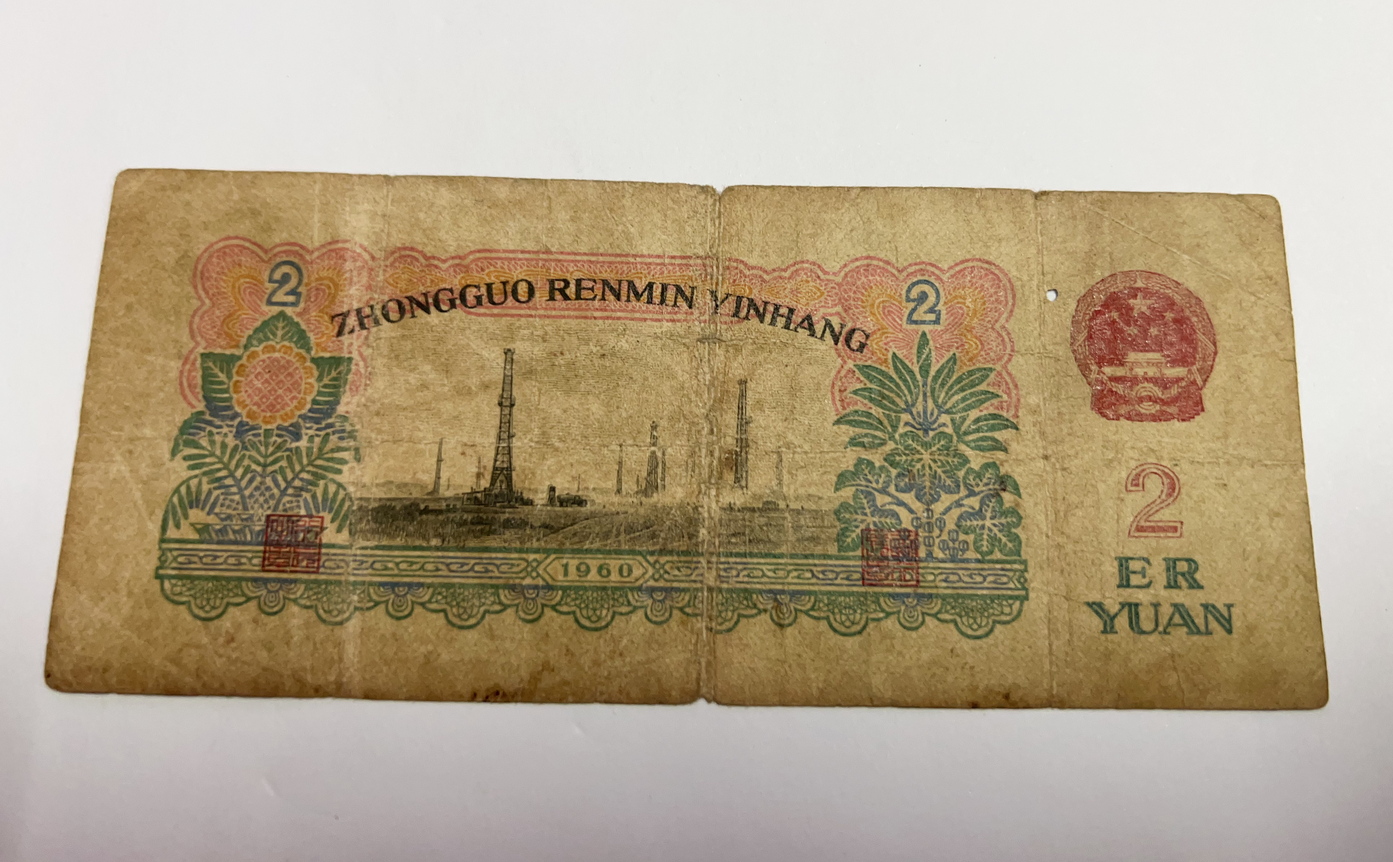 2
2
ZHONGGUO RENMIN YINHANG
1960
2
ER
YUAN